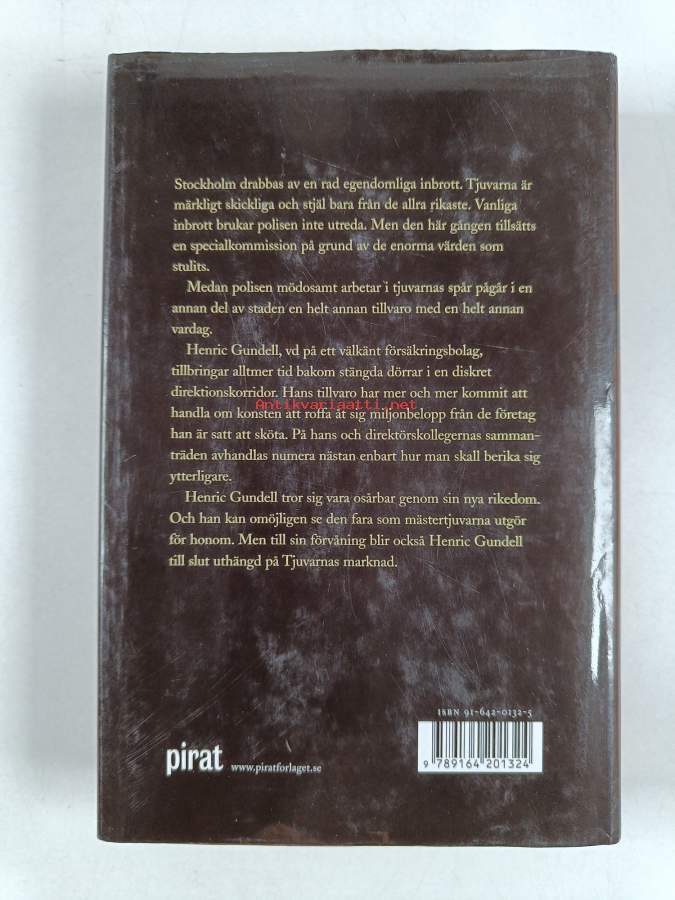 Stockholm drabbas av en rad egendomliga inbrott. Tjuvarna är
märkligt skickliga och stjäl bara från de allra rikaste. Vanliga
inbrott brukar polisen inte utreda. Men den här gången tillsätts
en specialkommission på grund av de enorma värden som
stulits.
Medan polisen mödosamt arbetar i tjuvarnas spår pågår i en
annan del av staden en helt annan tillvaro med en helt annan
vardag.
Henric Gundell, vd på ett välkänt försäkringsbolag,
tillbringar alltmer tid bakom stängda dörrar i en diskret
direktionskorridor. Hans tillvaro har mer och mer kommit att
Antikvariaatti.net
handla om konsten att roffa åt sig miljonbelopp från de företag
han är satt att sköta. På hans och direktörskollegernas samman-
träden avhandlas numera nästan enbart hur man skall berika sig
ytterligare.
Henric Gundell tror sig vara osårbar genom sin nya rikedom.
Och han kan omöjligen se den fara som mästertjuvarna utgör
för honom. Men till sin förvåning blir också Henric Gundell
till slut uthängd på Tjuvarnas marknad.
ISBN 91-642-0132-5
pirat www.piratforlaget.se
9 789164 201324